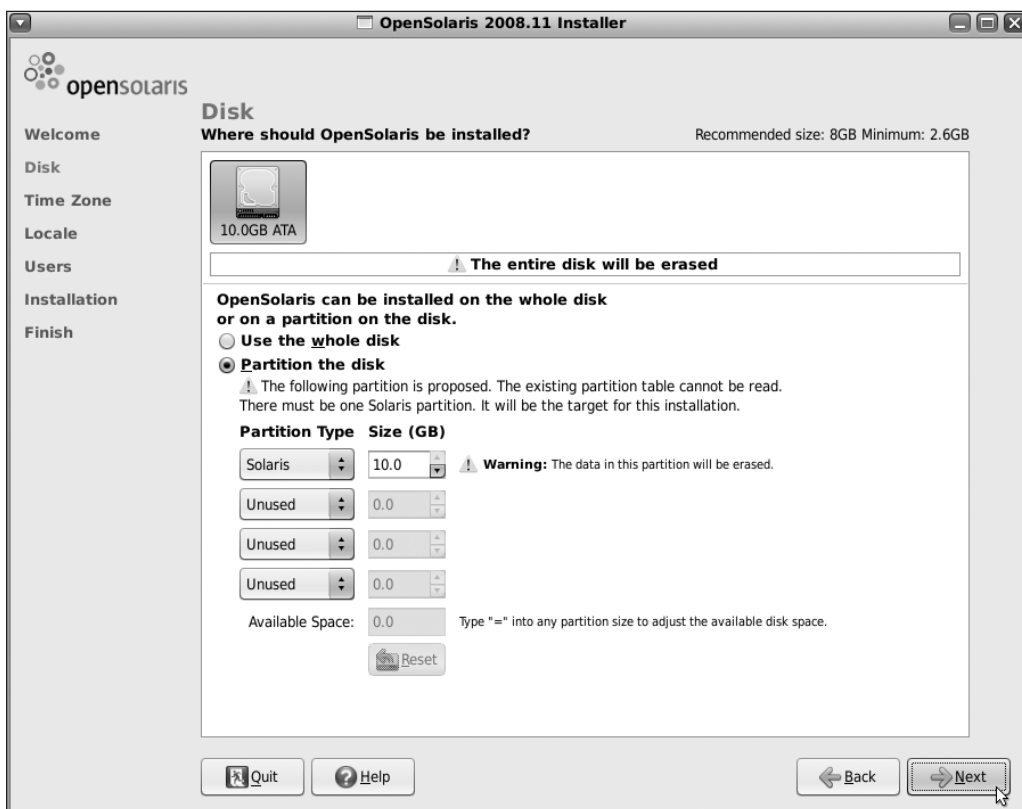 OpenSolaris 2008.11 Installer
opensolaris
Welcome
Disk
Time Zone
Locale
Users
Installation
Finish
Disk
Where should OpenSolaris be installed?
Recommended size: 8GB Minimum: 2.6GB
10.0GB ATA
The entire disk will be erased
OpenSolaris can be installed on the whole disk
or on a partition on the disk.
Use the whole disk
Partition the disk
The following partition is proposed. The existing partition table cannot be read.
There must be one Solaris partition. It will be the target for this installation.
Partition Type Size (GB)
Solaris 10.0 Warning: The data in this partition will be erased.
Unused 0.0
Unused 0.0
Unused 0.0
Available Space: 0.0 Type "=" into any partition size to adjust the available disk space.
Reset
Quit Help Back Next